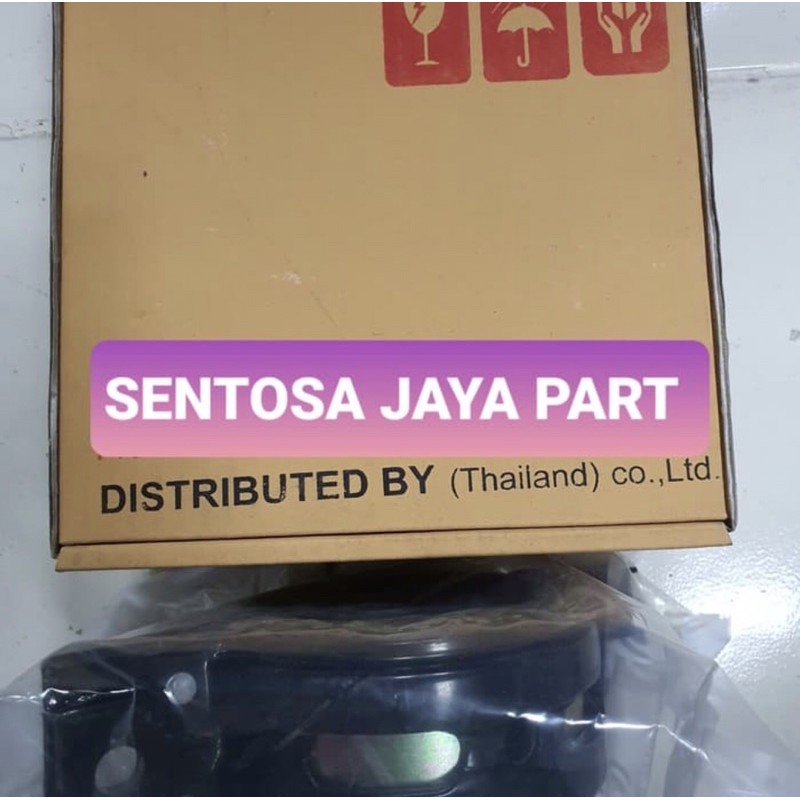 SENTOSA JAYA PART
DISTRIBUTED BY (Thailand) co.,Ltd.